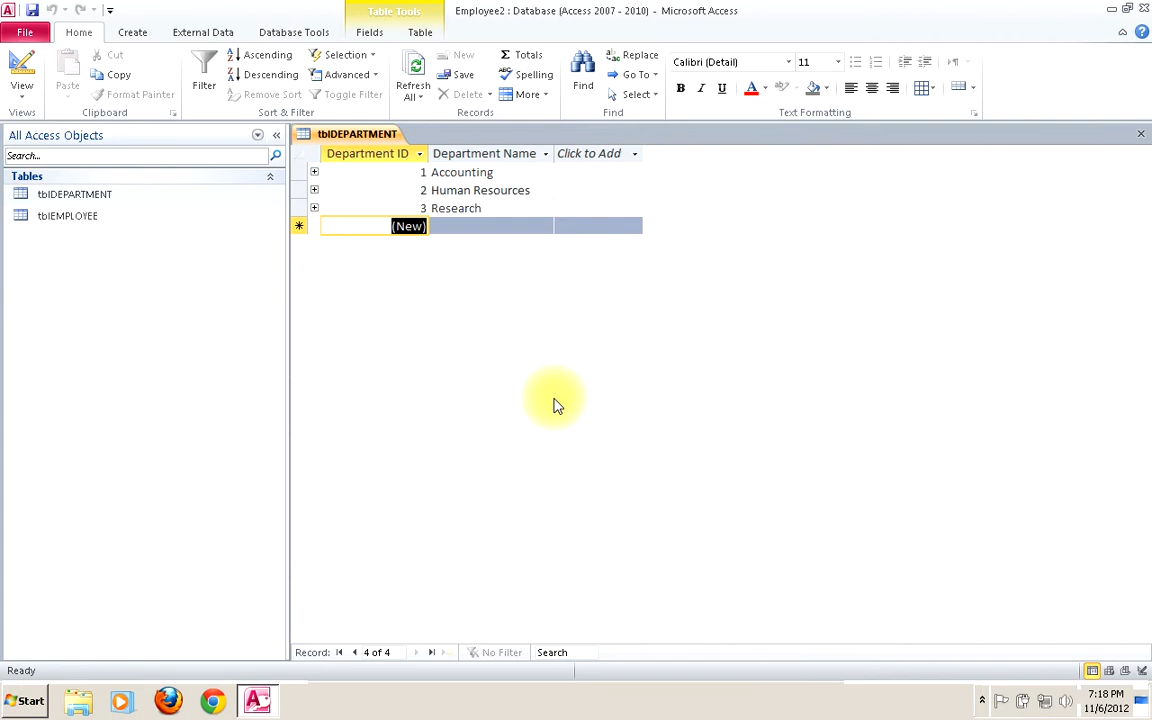 Table Tools
Employee2 : Database (Access 2007 - 2010) - Microsoft Access
File Home Create External Data Database Tools Fields Table
View
Views
Paste
Cut
Copy
Format Painter
Clipboard
Filter
Ascending
Descending
Remove Sort
Selection
Advanced
Toggle Filter
Sort & Filter
Refresh
All
New
Save
Delete
Totals
Spelling
More
Records
Find
Replace
Go To
Select
Find
Calibri (Detail) 11
B I U A
Text Formatting
All Access Objects
Search...
Tables
tblDEPARTMENT
tblEMPLOYEE
tblDEPARTMENT
Department ID Department Name Click to Add
1 Accounting
2 Human Resources
3 Research
(New)
Record: 4 of 4 No Filter Search
Ready
Start
7:18 PM
11/6/2012